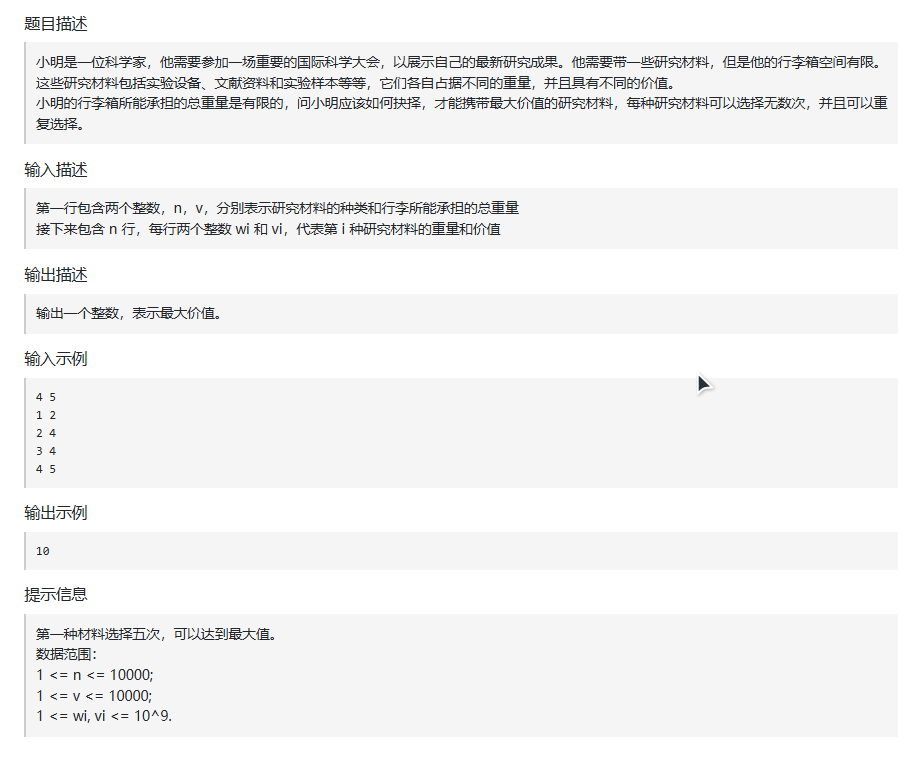 题目描述
小明是一位科学家，他需要参加一场重要的国际科学大会，以展示自己的最新研究成果。他需要带一些研究材料，但是他的行李箱空间有限。
这些研究材料包括实验设备、文献资料和实验样本等等，它们各自占据不同的重量，并且具有不同的价值。
小明的行李箱所能承担的总重量是有限的，问小明应该如何抉择，才能携带最大价值的研究材料，每种研究材料可以选择无数次，并且可以重
复选择。
输入描述
第一行包含两个整数，n，v，分别表示研究材料的种类和行李所能承担的总重量
接下来包含 n 行，每行两个整数 wi 和 vi，代表第 i 种研究材料的重量和价值
输出描述
输出一个整数，表示最大价值。
输入示例
4 5
1 2
2 4
3 4
4 5
输出示例
10
提示信息
第一种材料选择五次，可以达到最大值。
数据范围：
1 <= n <= 10000;
1 <= v <= 10000;
1 <= wi, vi <= 10^9.